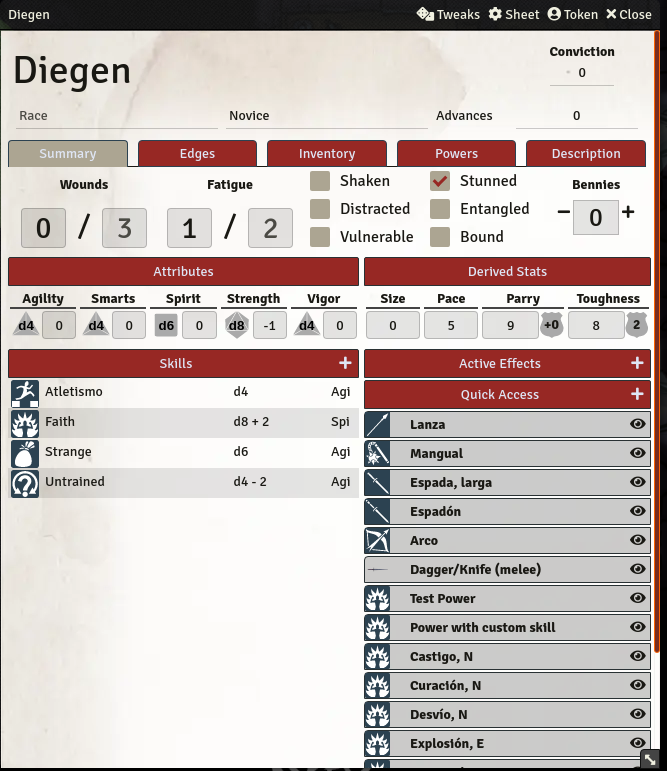 Diegen Tweaks Sheet Token Close
Diegen
Conviction
0
Race Novice Advances 0
Summary Edges Inventory Powers Description
Wounds Fatigue Bennies
Shaken Stunned
Distracted Entangled
Vulnerable Bound
0 / 3 1 / 2 − 0 +
Attributes
Agility Smarts Spirit Strength Vigor
d4 0 d4 0 d6 0 d8 -1 d4 0
Derived Stats
Size Pace Parry Toughness
0 5 9 +0 8 2
Skills +
Atletismo d4 Agi
Faith d8 + 2 Spi
Strange d6 Agi
Untrained d4 - 2 Agi
Active Effects +
Quick Access +
Lanza
Mangual
Espada, larga
Espadón
Arco
Dagger/Knife (melee)
Test Power
Power with custom skill
Castigo, N
Curación, N
Desvío, N
Explosión, E